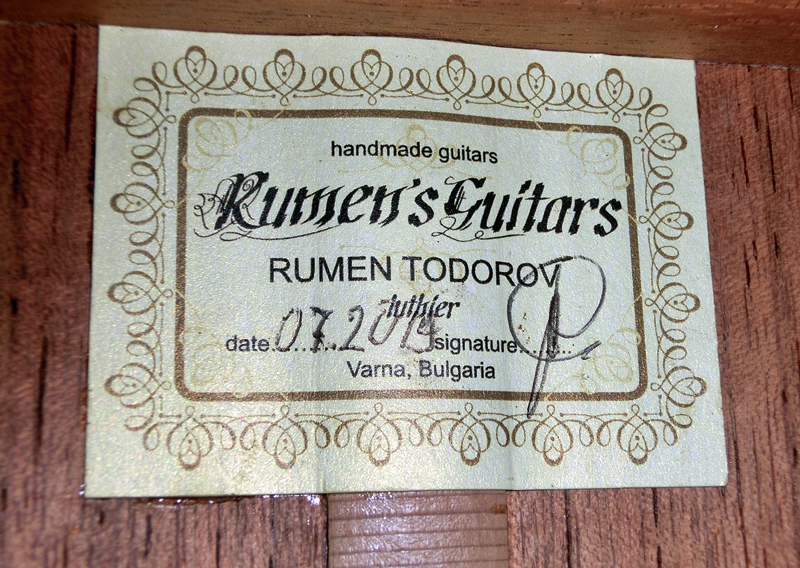 handmade guitars
Rumen's Guitars
RUMEN TODOROV
luthier
date.07.2014 signature.........
Varna, Bulgaria